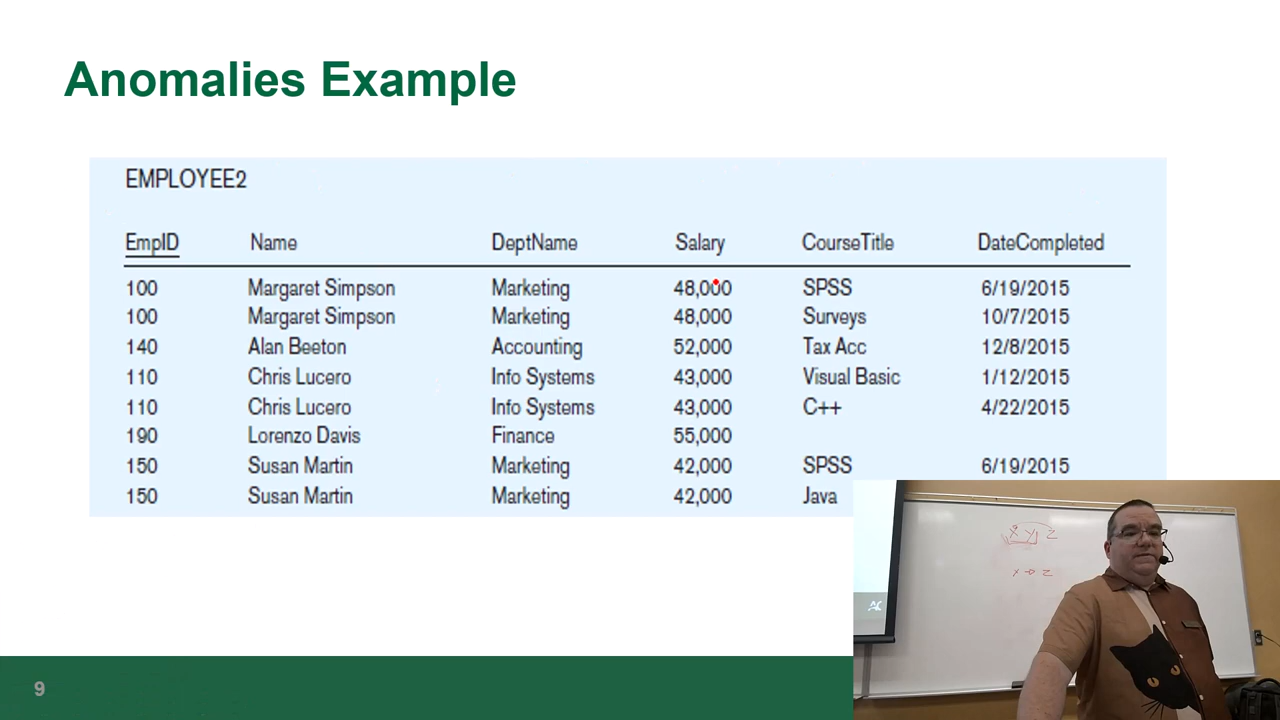 Anomalies Example
EMPLOYEE2
EmpID Name DeptName Salary CourseTitle DateCompleted
100 Margaret Simpson Marketing 48,000 SPSS 6/19/2015
100 Margaret Simpson Marketing 48,000 Surveys 10/7/2015
140 Alan Beeton Accounting 52,000 Tax Acc 12/8/2015
110 Chris Lucero Info Systems 43,000 Visual Basic 1/12/2015
110 Chris Lucero Info Systems 43,000 C++ 4/22/2015
190 Lorenzo Davis Finance 55,000
150 Susan Martin Marketing 42,000 SPSS 6/19/2015
150 Susan Martin Marketing 42,000 Java
X Y Z
X → Z
9